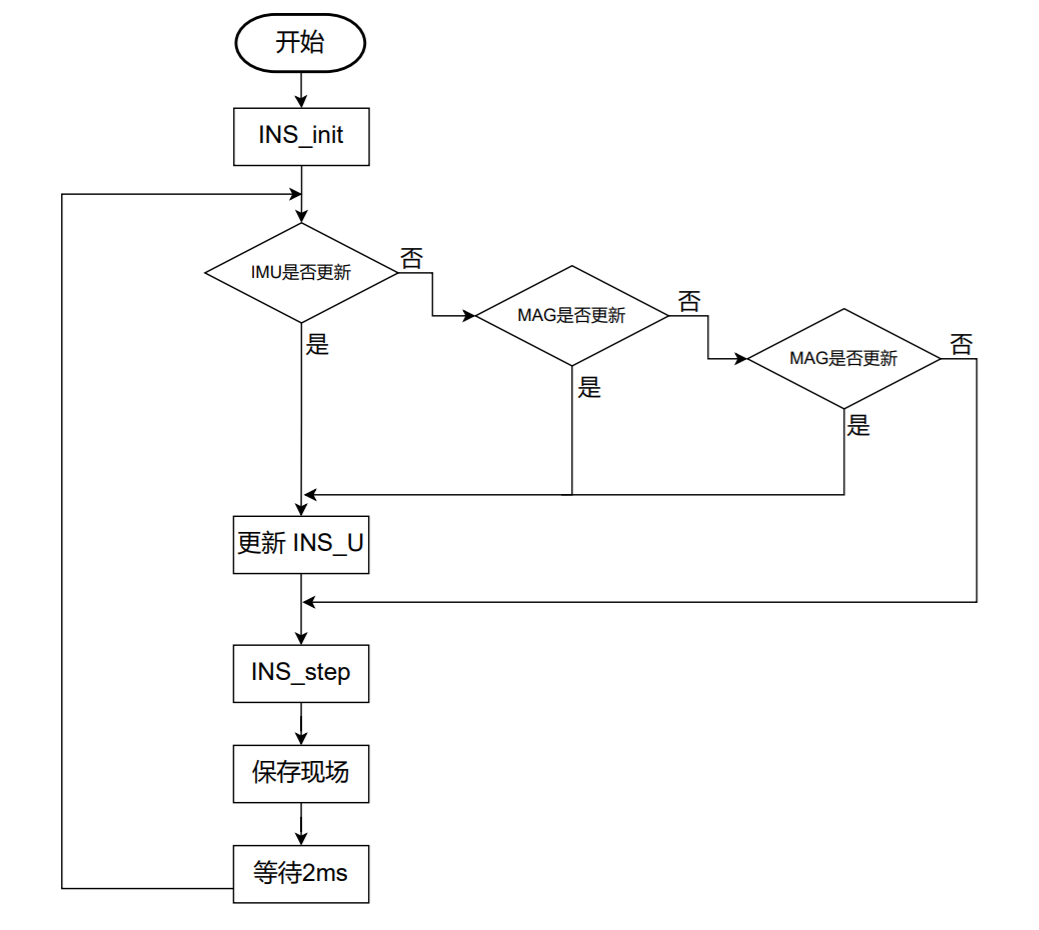 开始
INS_init
IMU是否更新
否
是
MAG是否更新
否
是
MAG是否更新
否
是
更新 INS_U
INS_step
保存现场
等待2ms